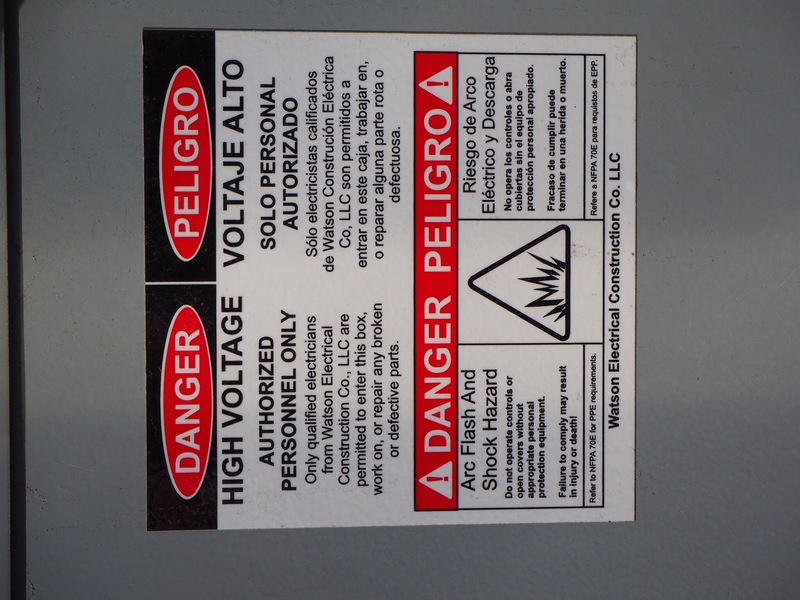 DANGER
HIGH VOLTAGE
AUTHORIZED
PERSONNEL ONLY
Only qualified electricians
from Watson Electrical
Construction Co., LLC are
permitted to enter this box,
work on, or repair any broken
or defective parts.
PELIGRO
VOLTAJE ALTO
SOLO PERSONAL
AUTORIZADO
Sólo electricistas calificados
de Watson Construción Eléctrica
Co, LLC son permitidos a
entrar en este caja, trabajar en,
o reparar alguna parte rota o
defectuosa.
DANGER PELIGRO
Arc Flash And
Shock Hazard
Do not operate controls or
open covers without
appropriate personal
protection equipment.
Failure to comply may result
in injury or death!
Refer to NFPA 70E for PPE requirements.
Riesgo de Arco
Eléctrico y Descarga
No opera los controles o abra
cubiertas sin el equipo de
protección personal apropiado.
Fracaso de cumplir puede
terminar en una herida o muerto.
Refere a NFPA 70E para requistos de EPP.
Watson Electrical Construction Co. LLC